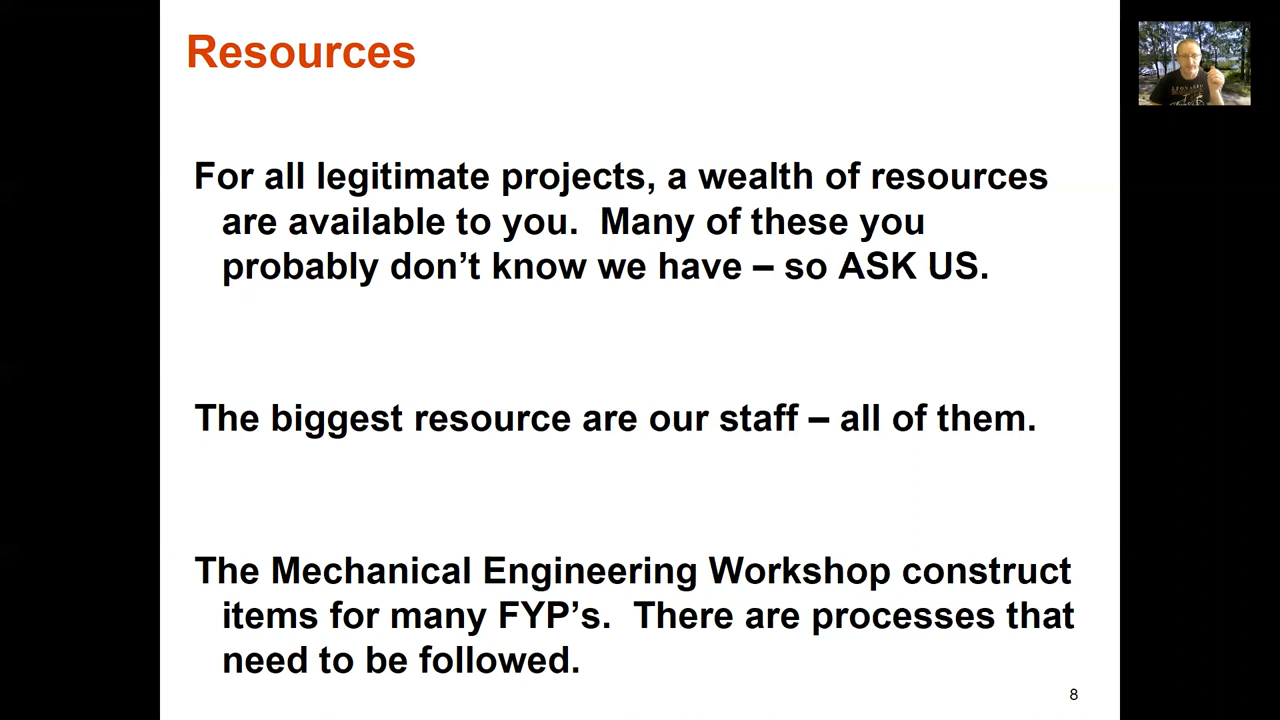 Resources
For all legitimate projects, a wealth of resources
are available to you.  Many of these you
probably don't know we have – so ASK US.
The biggest resource are our staff – all of them.
The Mechanical Engineering Workshop construct
items for many FYP's.  There are processes that
need to be followed.
8